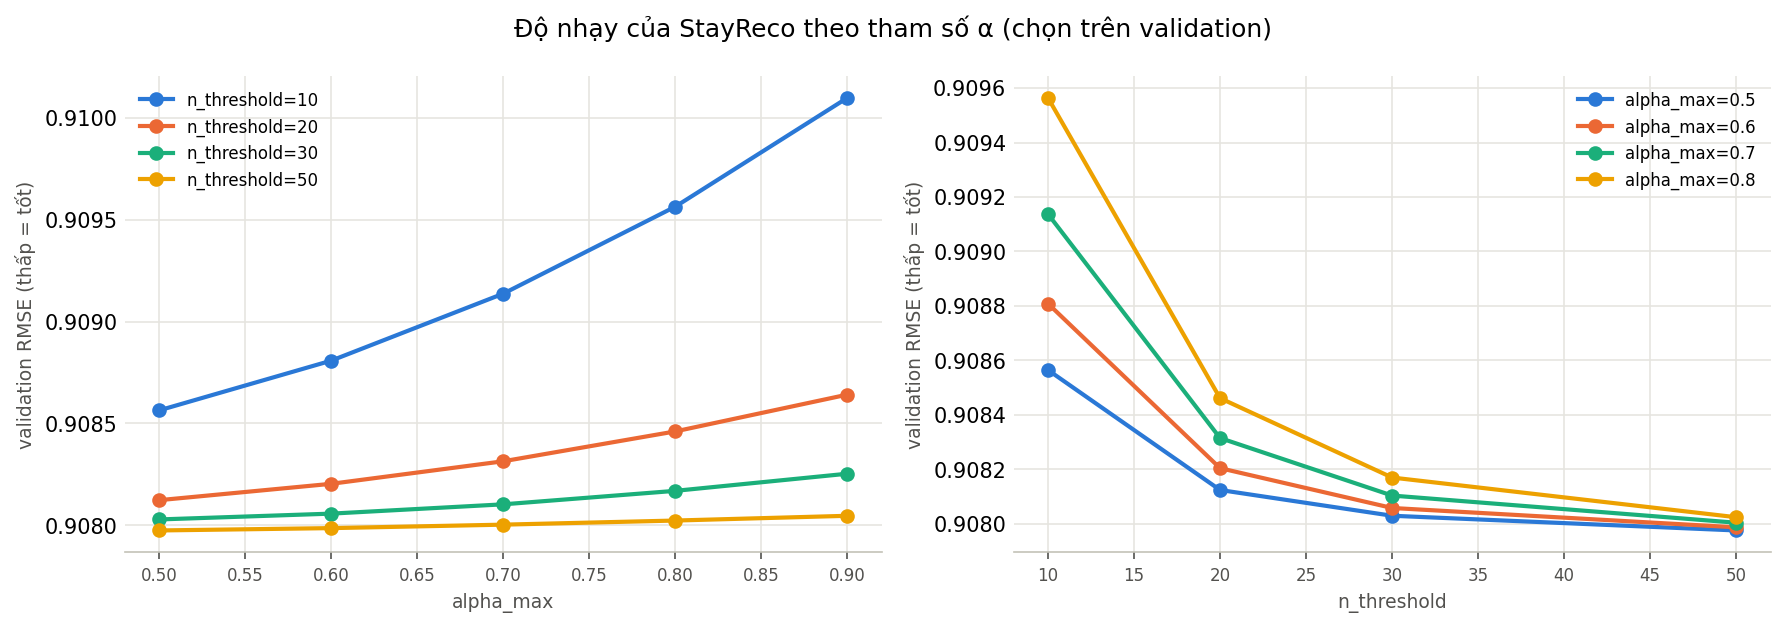 Độ nhạy của StayReco theo tham số α (chọn trên validation)
validation RMSE (thấp = tốt)
0.9100
0.9095
0.9090
0.9085
0.9080
n_threshold=10
n_threshold=20
n_threshold=30
n_threshold=50
0.50 0.55 0.60 0.65 0.70 0.75 0.80 0.85 0.90
alpha_max
validation RMSE (thấp = tốt)
0.9096
0.9094
0.9092
0.9090
0.9088
0.9086
0.9084
0.9082
0.9080
alpha_max=0.5
alpha_max=0.6
alpha_max=0.7
alpha_max=0.8
10 15 20 25 30 35 40 45 50
n_threshold